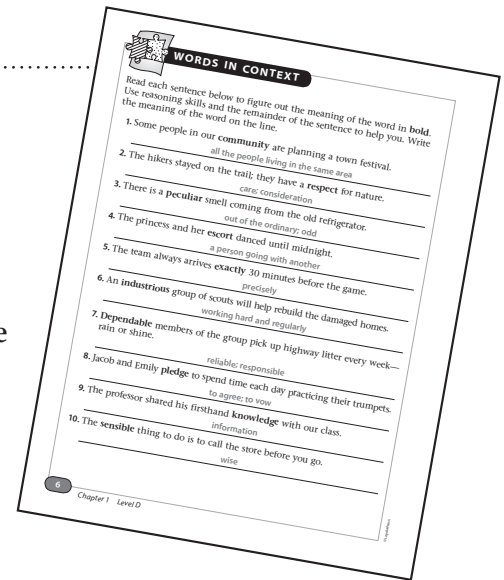 WORDS IN CONTEXT
Read each sentence below to figure out the meaning of the word in bold.
Use reasoning skills and the remainder of the sentence to help you. Write
the meaning of the word on the line.
1. Some people in our community are planning a town festival.
all the people living in the same area
2. The hikers stayed on the trail; they have a respect for nature.
care; consideration
3. There is a peculiar smell coming from the old refrigerator.
out of the ordinary; odd
4. The princess and her escort danced until midnight.
a person going with another
5. The team always arrives exactly 30 minutes before the game.
precisely
6. An industrious group of scouts will help rebuild the damaged homes.
working hard and regularly
7. Dependable members of the group pick up highway litter every week—
rain or shine.
reliable; responsible
8. Jacob and Emily pledge to spend time each day practicing their trumpets.
to agree; to vow
9. The professor shared his firsthand knowledge with our class.
information
10. The sensible thing to do is to call the store before you go.
wise
6
Chapter 1 Level D
e